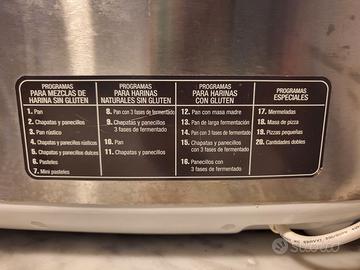 PROGRAMAS
PARA MEZCLAS DE
HARINA SIN GLUTEN
1. Pan
2. Chapatas y panecillos
3. Pan rústico
4. Chapatas y panecillos rústicos
5. Chapatas y panecillos dulces
6. Pasteles
7. Mini pasteles
PROGRAMAS
PARA HARINAS
NATURALES SIN GLUTEN
8. Pan con 3 fases de fermentado
9. Chapatas y panecillos
3 fases de fermentado
10. Pan
11. Chapatas y panecillos
PROGRAMAS
PARA HARINAS
CON GLUTEN
12. Pan con masa madre
13. Pan de larga fermentación
14. Pan con 3 fases de fermentado
15. Chapatas y panecillos con
3 fases de fermentado
16. Panecillos con
3 fases de fermentado
PROGRAMAS
ESPECIALES
17. Mermeladas
18. Masa de pizza
19. Pizzas pequeñas
20. Cantidades dobles
subito